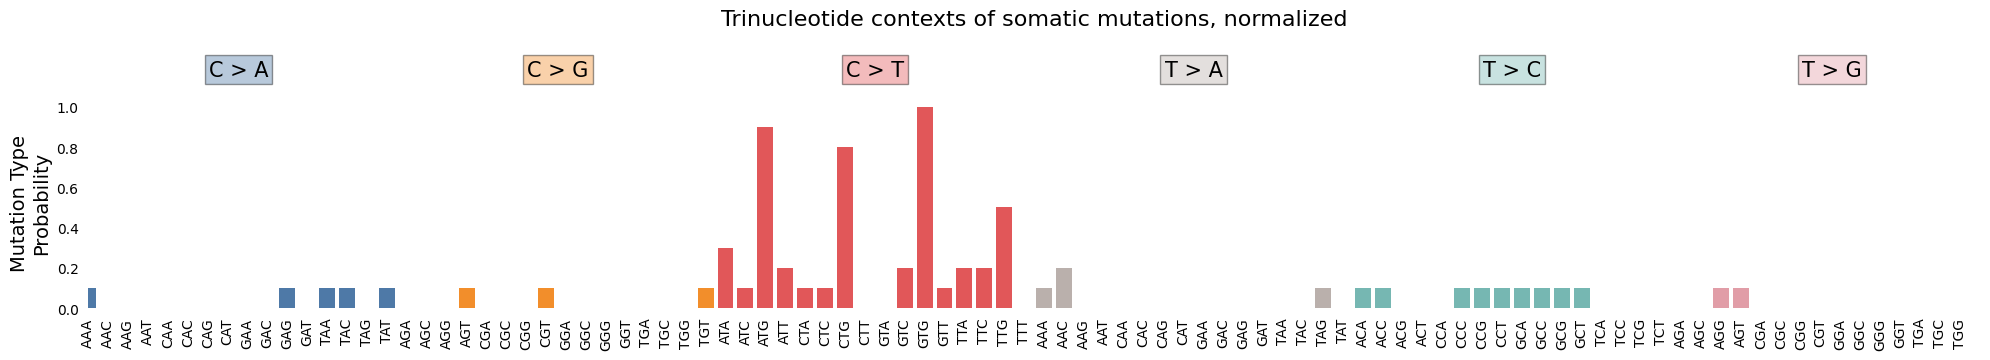 Trinucleotide contexts of somatic mutations, normalized
C > A C > G C > T T > A T > C T > G
Mutation Type
Probability
1.0
0.8
0.6
0.4
0.2
0.0
AAA AAC AAG AAT CAA CAC CAG CAT GAA GAC GAG GAT TAA TAC TAG TAT AGA AGC AGG AGT CGA CGC CGG CGT GGA GGC GGG GGT TGA TGC TGG TGT ATA ATC ATG ATT CTA CTC CTG CTT GTA GTC GTG GTT TTA TTC TTG TTT AAA AAC AAG AAT CAA CAC CAG CAT GAA GAC GAG GAT TAA TAC TAG TAT ACA ACC ACG ACT CCA CCC CCG CCT GCA GCC GCG GCT TCA TCC TCG TCT AGA AGC AGG AGT CGA CGC CGG CGT GGA GGC GGG GGT TGA TGC TGG